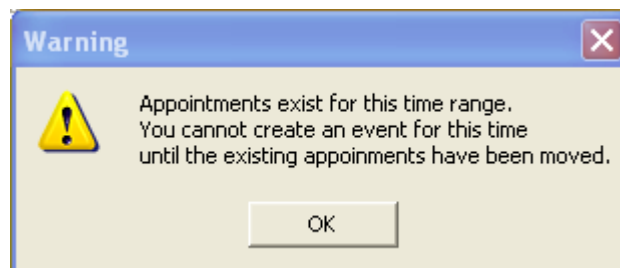 Warning
Appointments exist for this time range.
You cannot create an event for this time
until the existing appoinments have been moved.
OK